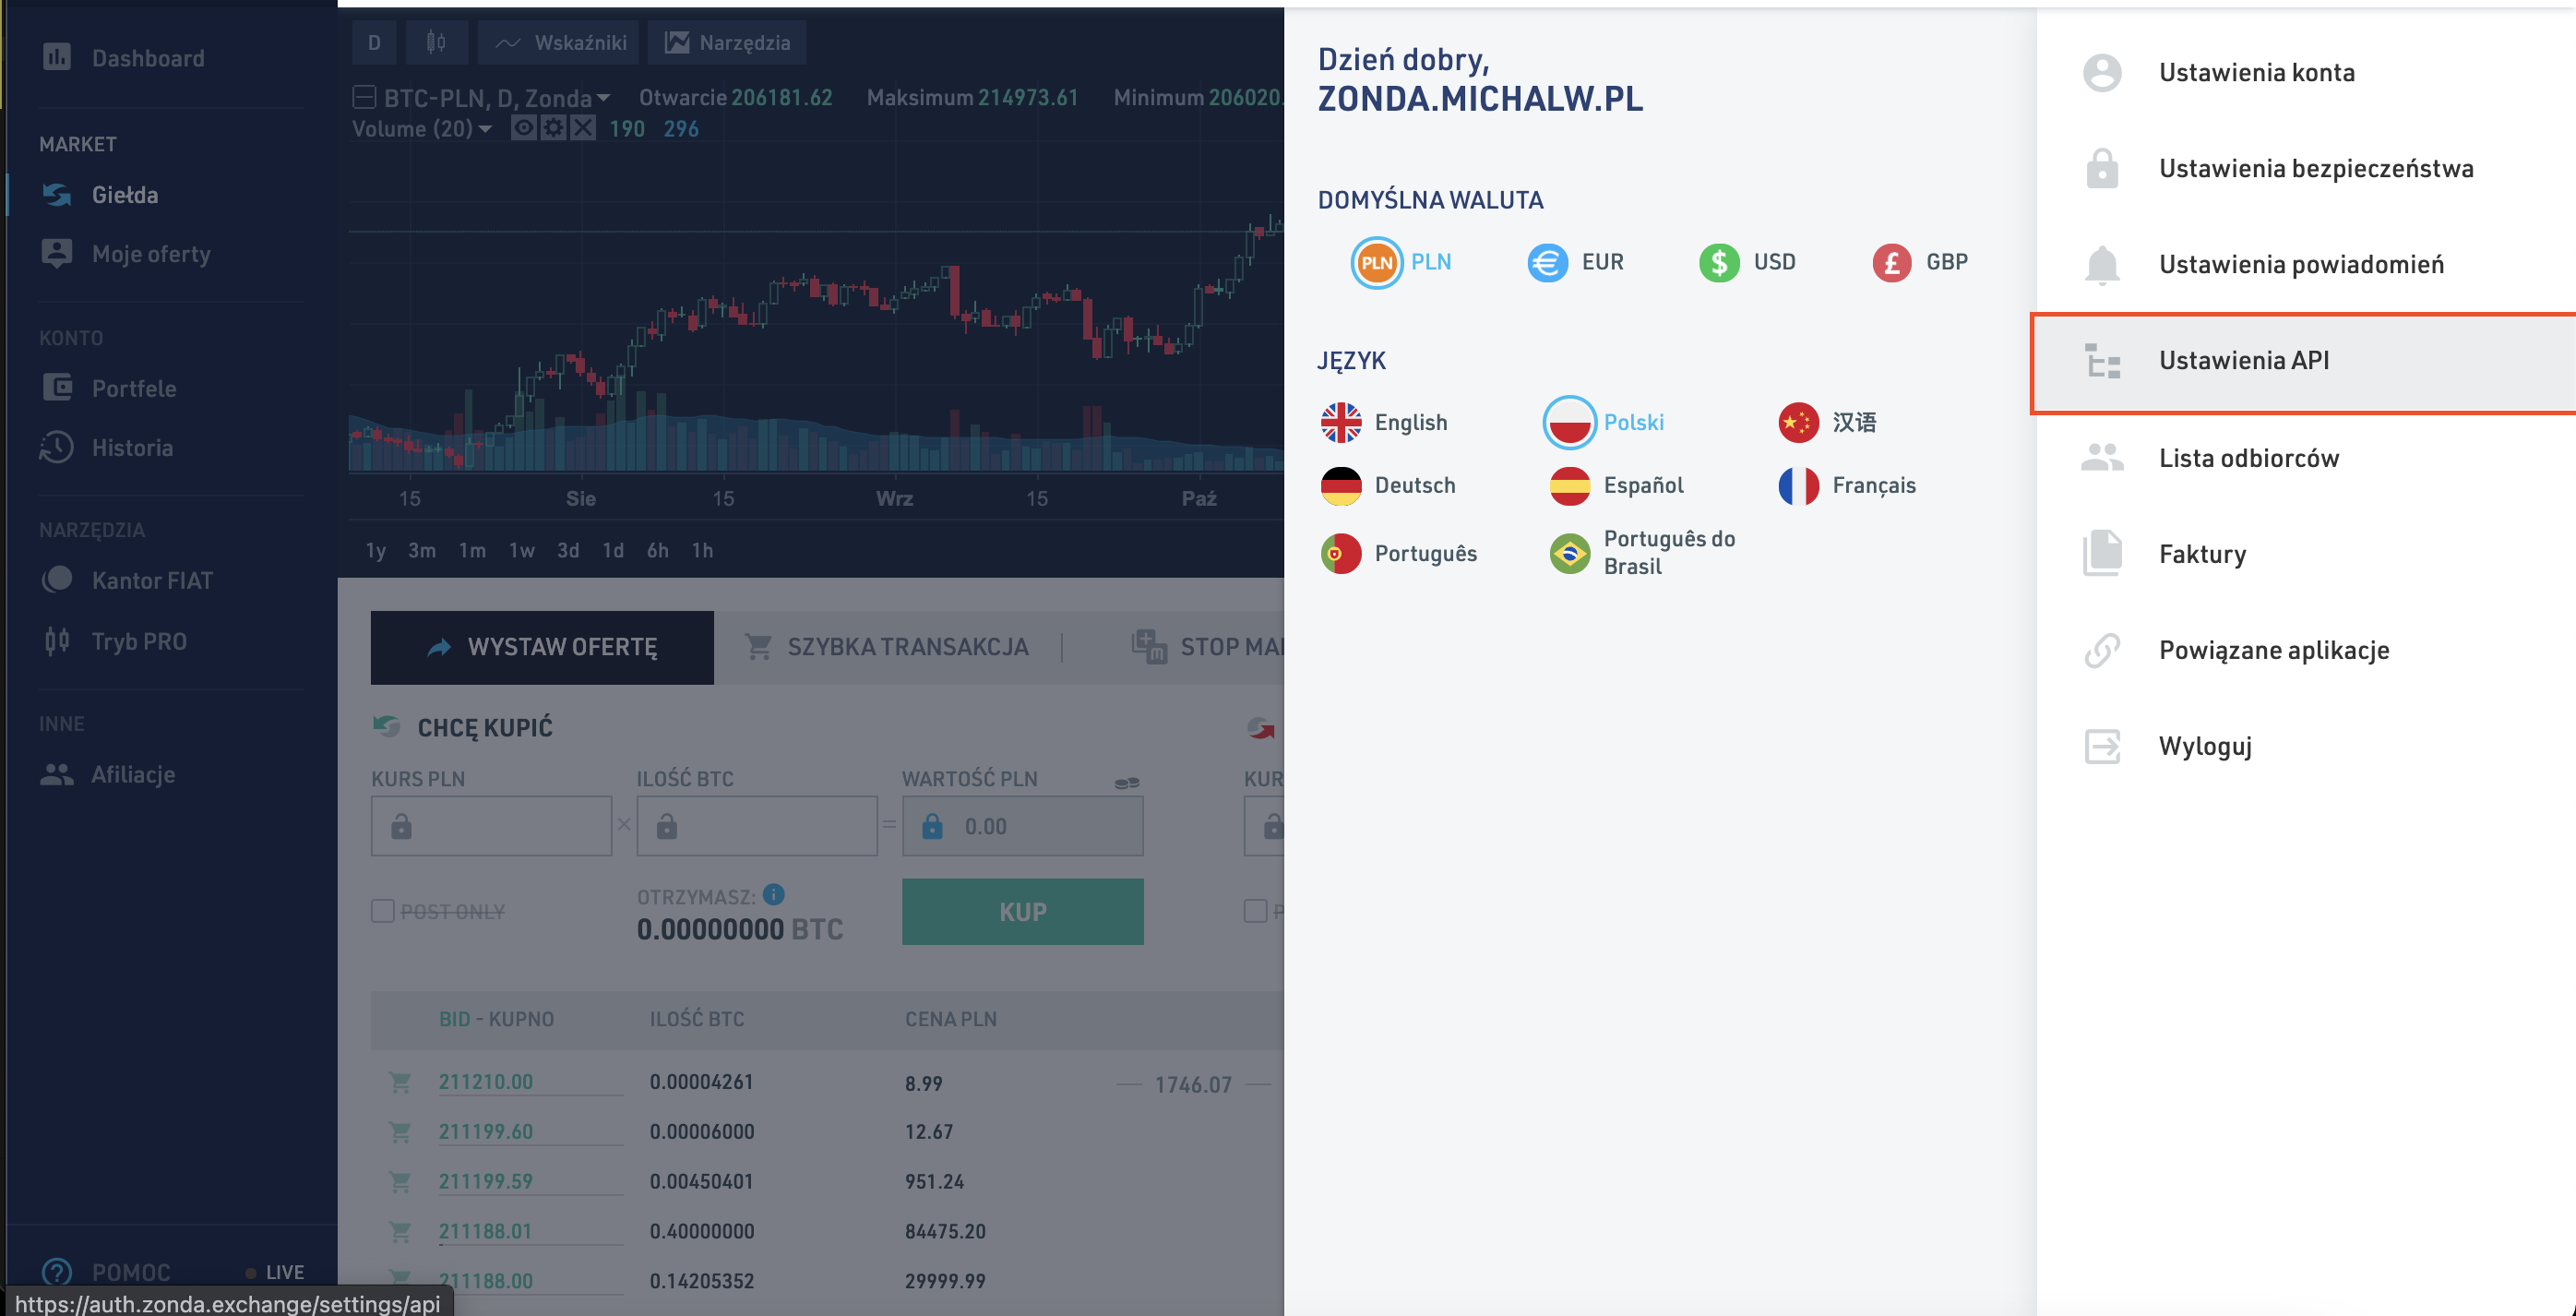 Dashboard
MARKET
Giełda
Moje oferty
KONTO
Portfele
Historia
NARZĘDZIA
Kantor FIAT
Tryb PRO
INNE
Afiliacje
POMOC
LIVE
https://auth.zonda.exchange/settings/api
D Wskaźniki Narzędzia
BTC-PLN, D, Zonda Otwarcie 206181.62 Maksimum 214973.61 Minimum 206020.
Volume (20) 190 296
15 Sie 15 Wrz 15 Paź
1y 3m 1m 1w 3d 1d 6h 1h
WYSTAW OFERTĘ SZYBKA TRANSAKCJA STOP
CHCĘ KUPIĆ
KURS PLN ILOŚĆ BTC WARTOŚĆ PLN
× = 0.00
POST ONLY
OTRZYMASZ:
0.00000000 BTC
KUP
BID - KUPNO ILOŚĆ BTC CENA PLN
211210.00 0.00004261 8.99 1746.07
211199.60 0.00006000 12.67
211199.59 0.00450401 951.24
211188.01 0.40000000 84475.20
211188.00 0.14205352 29999.99
Dzień dobry,
ZONDA.MICHALW.PL
DOMYŚLNA WALUTA
PLN PLN € EUR $ USD £ GBP
JĘZYK
English Polski 汉语
Deutsch Español Français
Português Português do
Brasil
Ustawienia konta
Ustawienia bezpieczeństwa
Ustawienia powiadomień
Ustawienia API
Lista odbiorców
Faktury
Powiązane aplikacje
Wyloguj